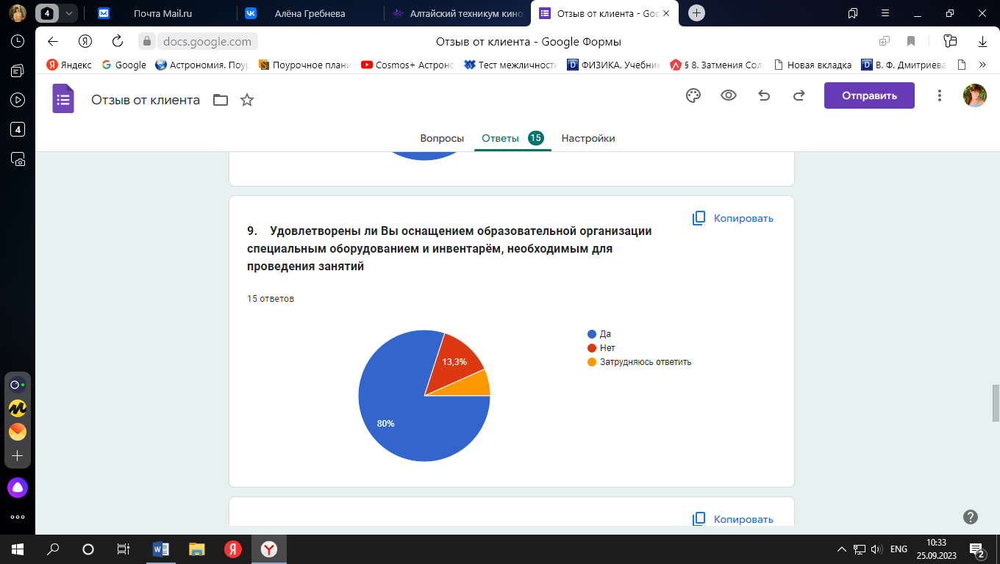 4
Почта Mail.ru
Алёна Гребнева
Алтайский техникум кино
Отзыв от клиента - Goo
docs.google.com
Отзыв от клиента - Google Формы
Яндекс
Google
Астрономия. Поур
Поурочное плани
Cosmos+ Астроно
Тест межличност
ФИЗИКА. Учебник
§ 8. Затмения Сол
Новая вкладка
В. Ф. Дмитриева
»
4
Отзыв от клиента
Отправить
Вопросы
Ответы 15
Настройки
Копировать
9. Удовлетворены ли Вы оснащением образовательной организации
специальным оборудованием и инвентарём, необходимым для
проведения занятий
15 ответов
Да
Нет
Затрудняюсь ответить
13,3%
80%
Копировать
ENG
10:33
25.09.2023
2